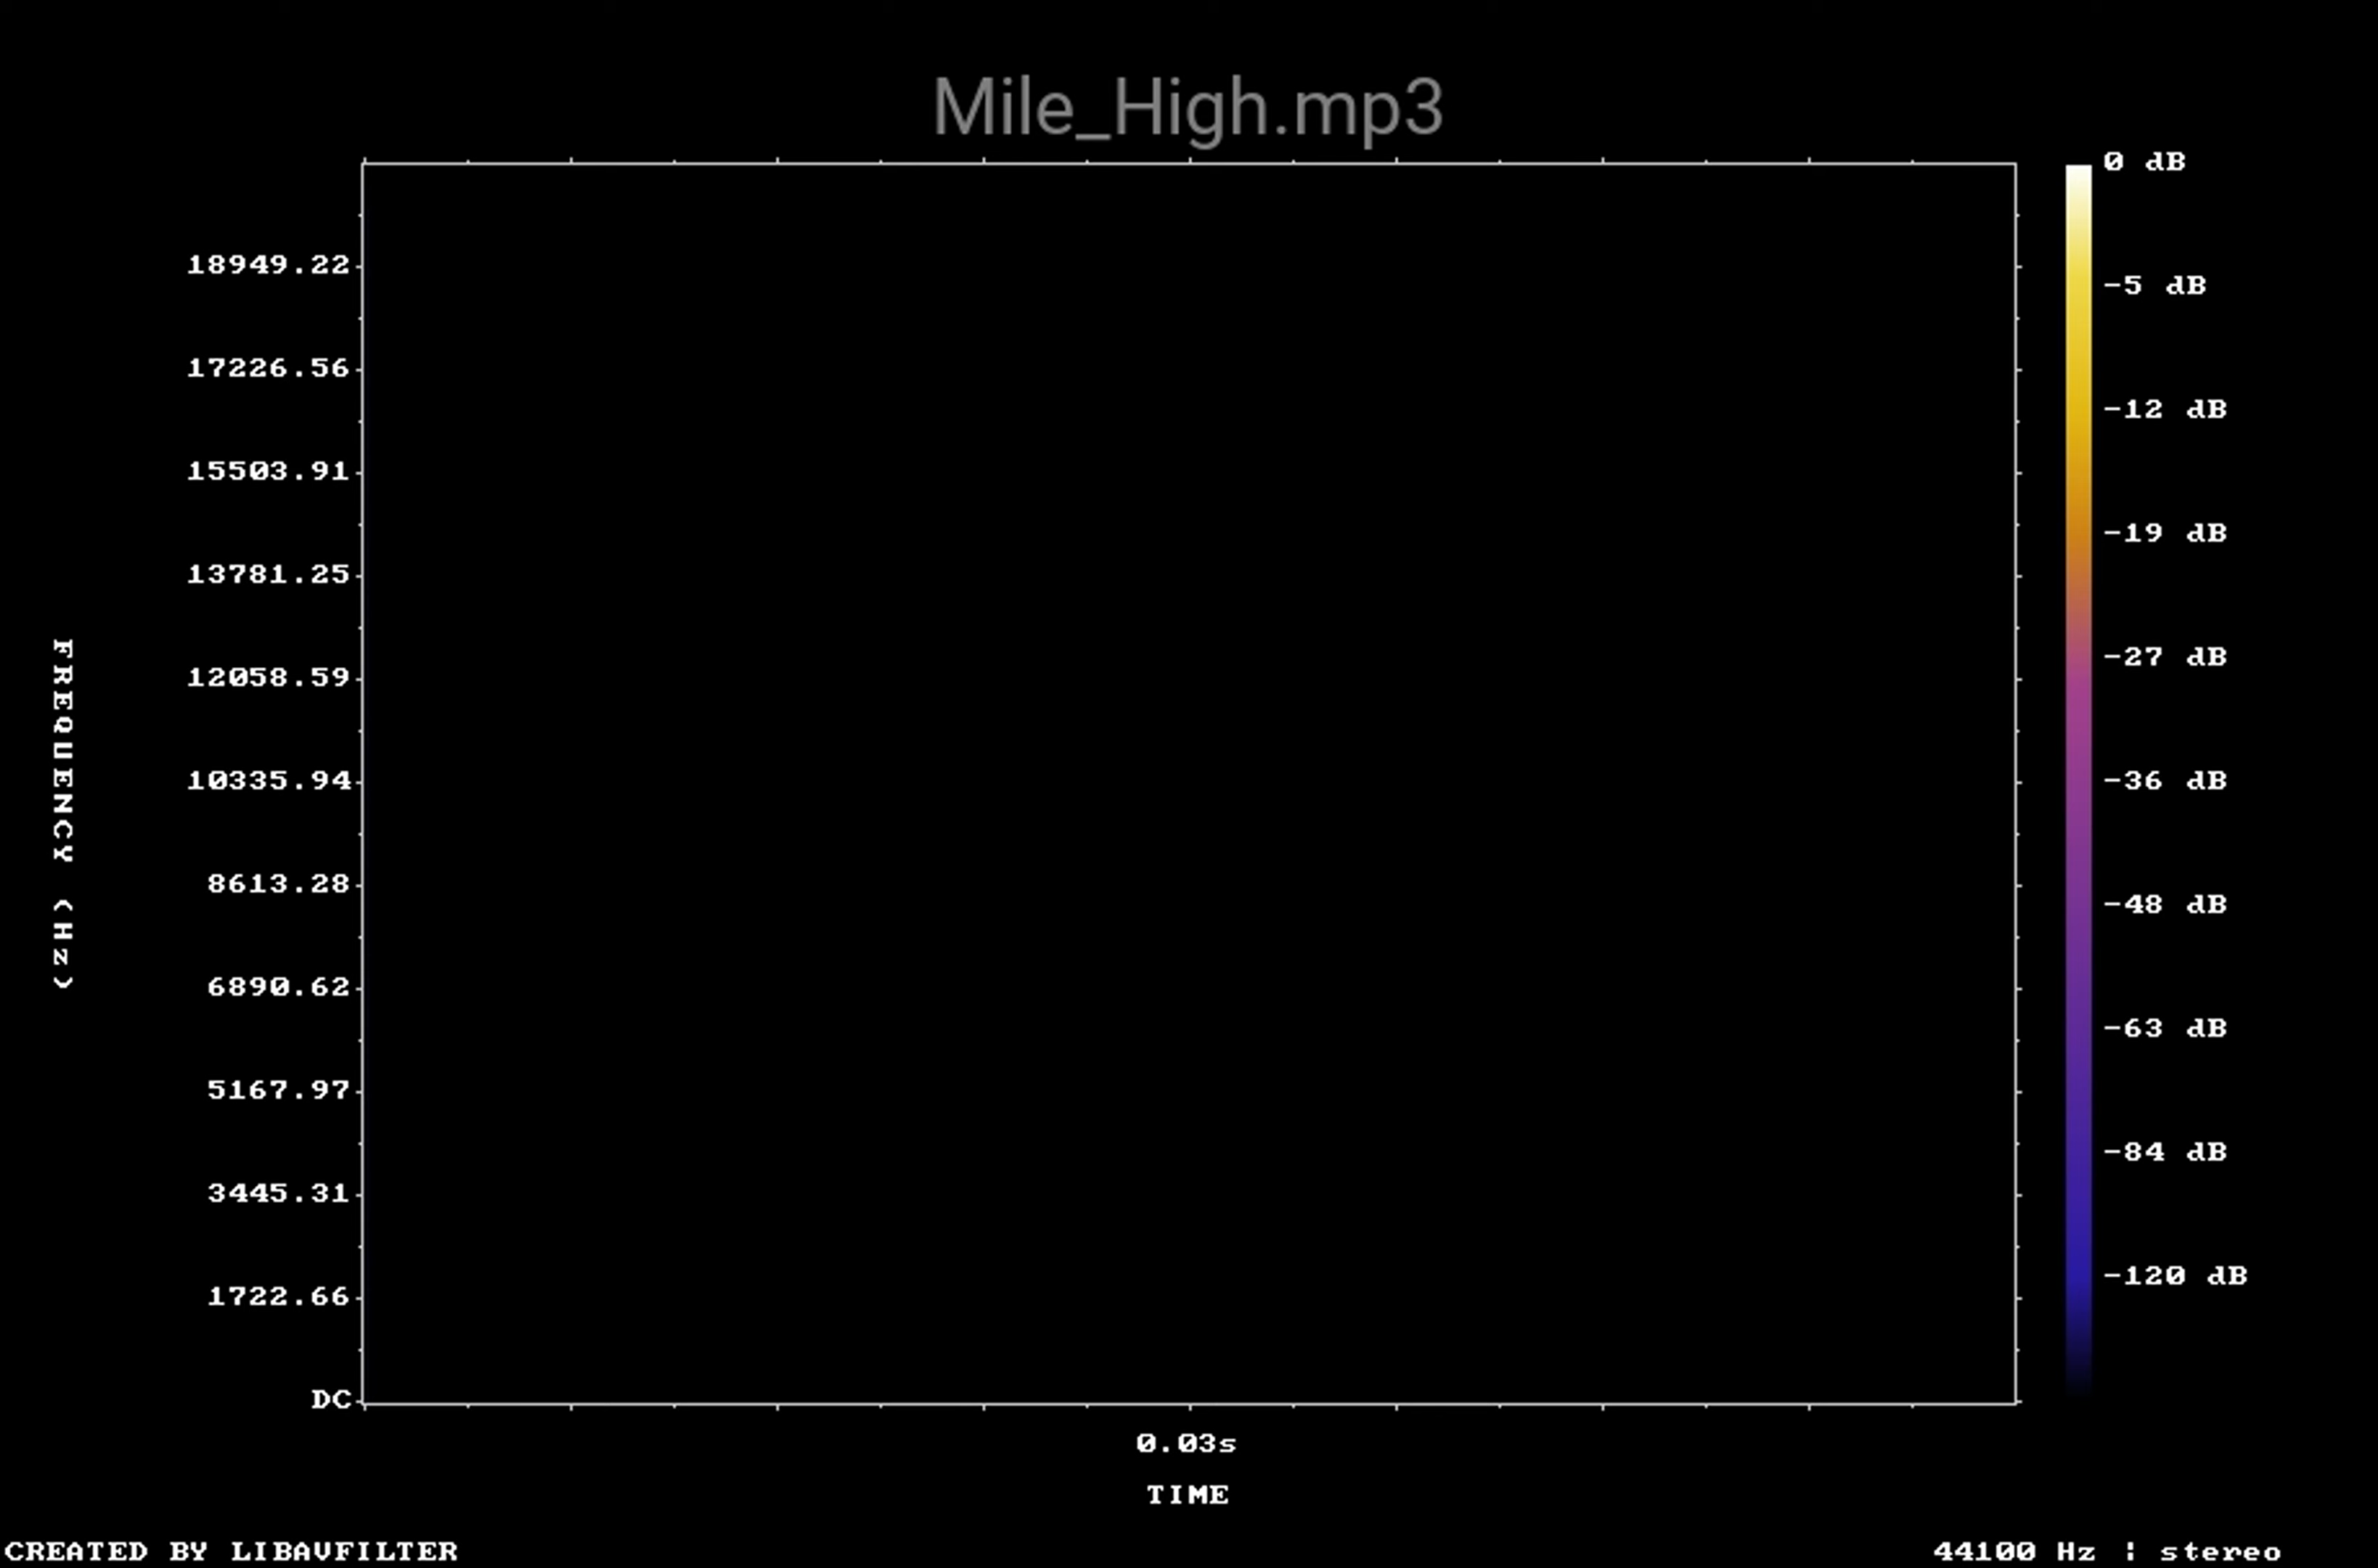 Mile_High.mp3
0 dB
18949.22
-5 dB
17226.56
-12 dB
15503.91
-19 dB
13781.25
-27 dB
12058.59
10335.94
-36 dB
8613.28
-48 dB
6890.62
-63 dB
5167.97
-84 dB
3445.31
-120 dB
1722.66
DC
FREQUENCY (Hz)
0.03s
TIME
CREATED BY LIBAVFILTER
44100 Hz | stereo